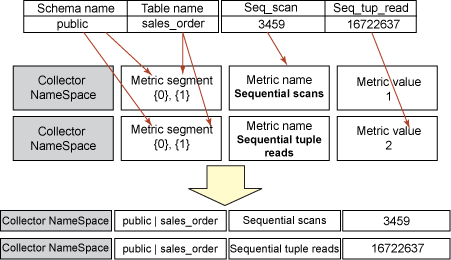 Schema name Table name Seq_scan Seq_tup_read
public sales_order 3459 16722637
Collector NameSpace Metric segment {0}, {1} Metric name Sequential scans Metric value 1
Collector NameSpace Metric segment {0}, {1} Metric name Sequential tuple reads Metric value 2
Collector NameSpace public | sales_order Sequential scans 3459
Collector NameSpace public | sales_order Sequential tuple reads 16722637